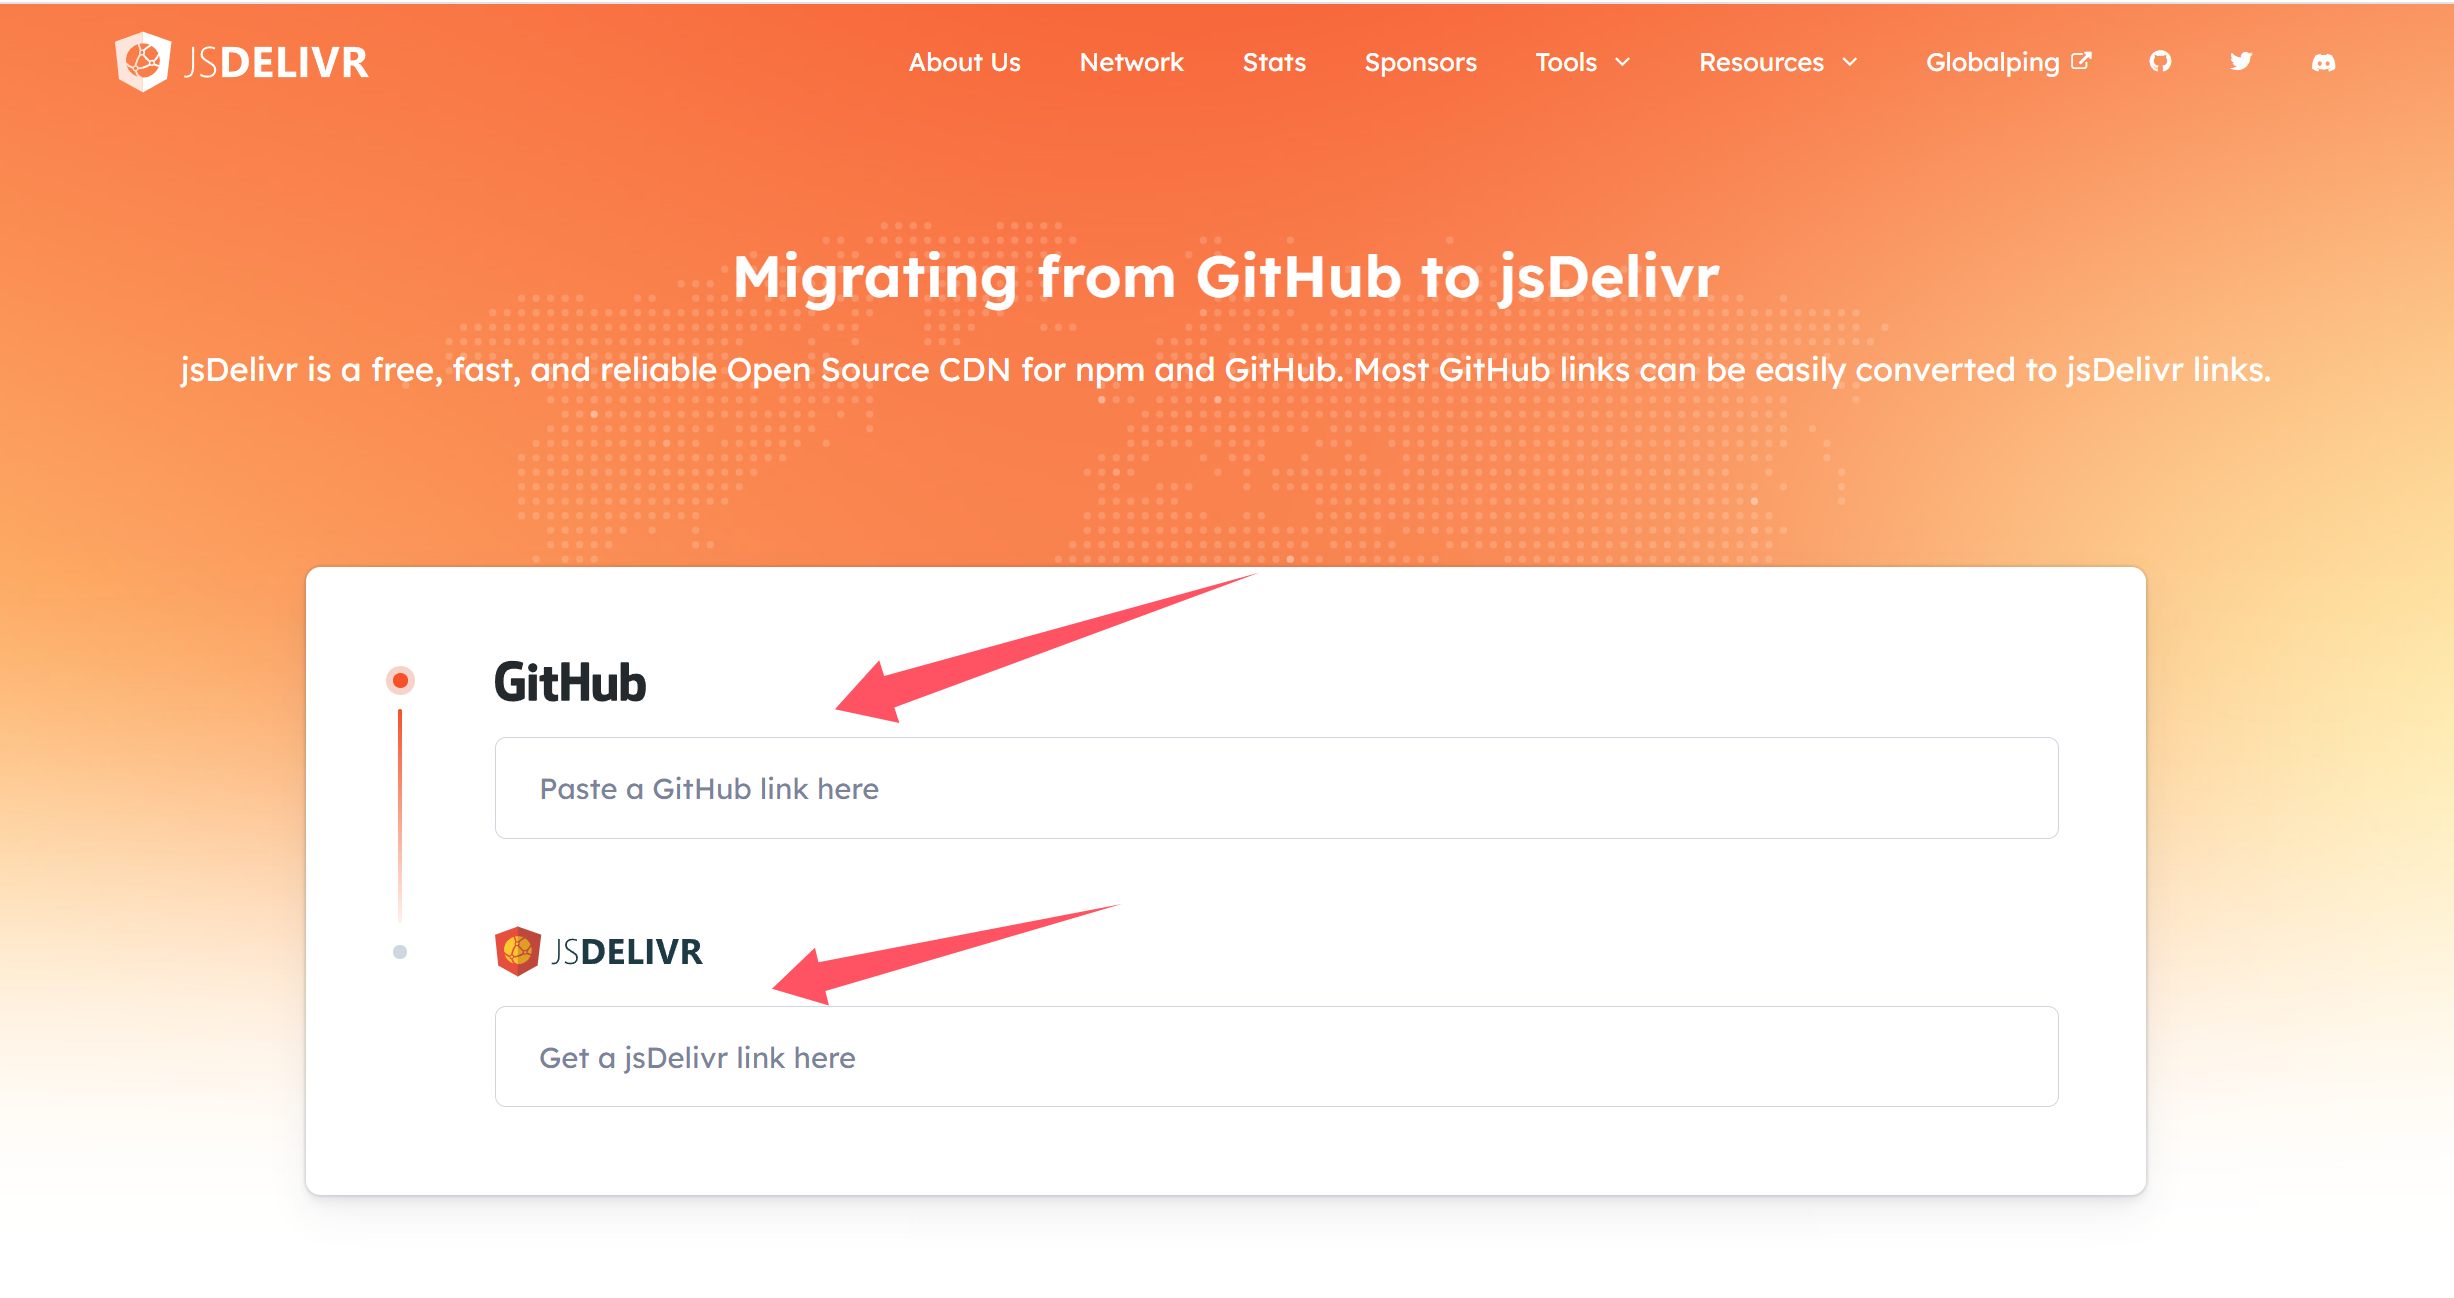 JSDELIVR
About Us Network Stats Sponsors Tools Resources Globalping
Migrating from GitHub to jsDelivr
jsDelivr is a free, fast, and reliable Open Source CDN for npm and GitHub. Most GitHub links can be easily converted to jsDelivr links.
GitHub
Paste a GitHub link here
JSDELIVR
Get a jsDelivr link here